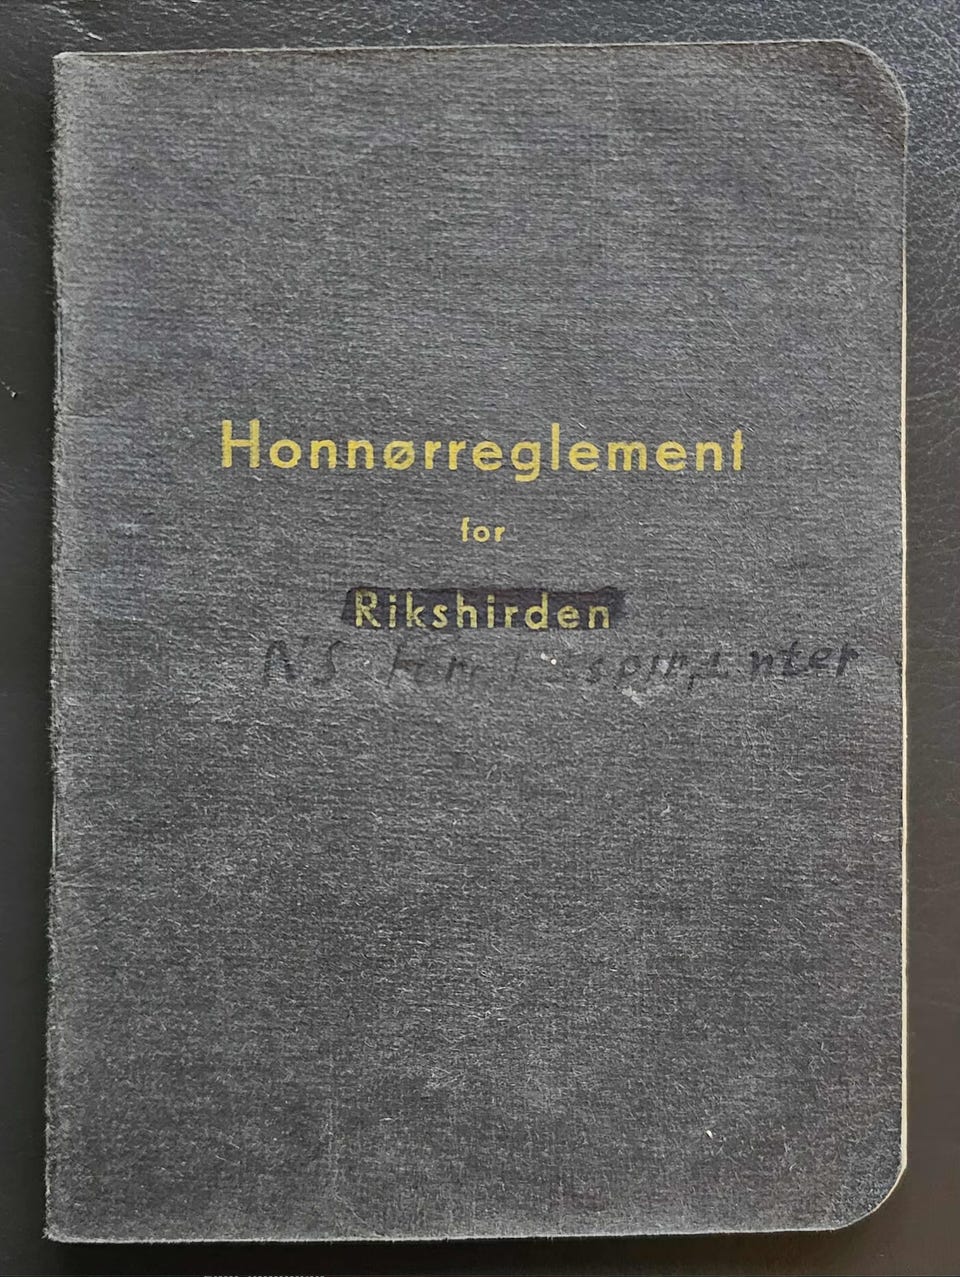 Honnørreglement
for
Rikshirden
NS